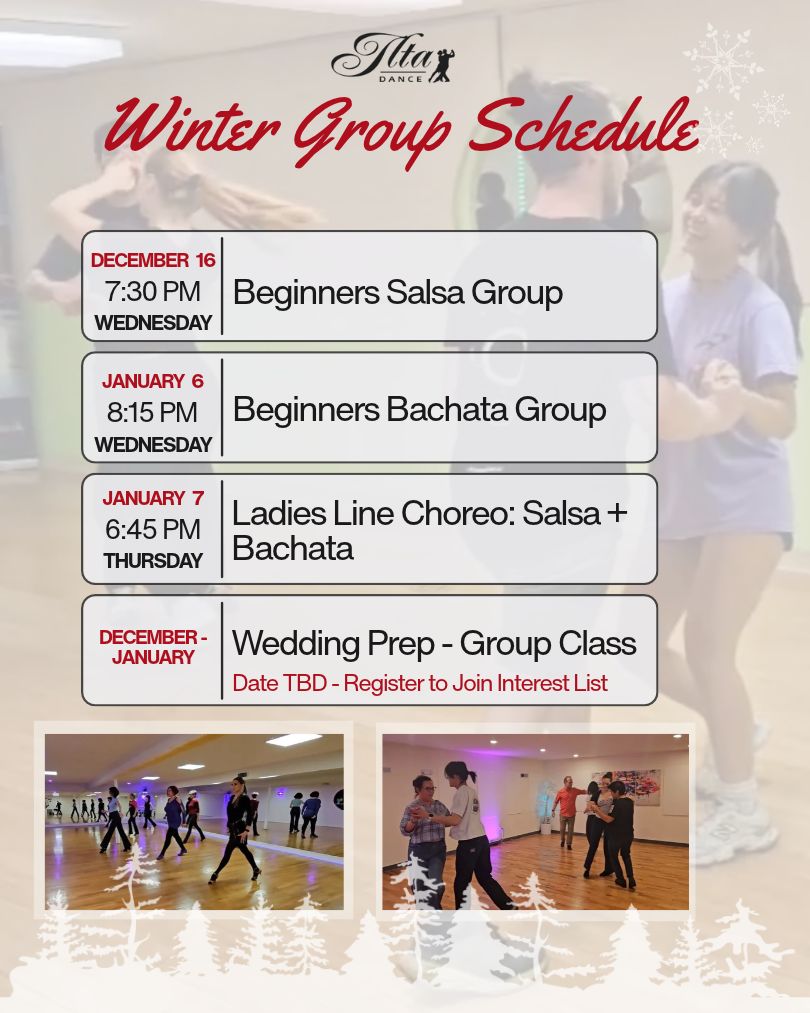 Ilta
DANCE
Winter Group Schedule
DECEMBER 16
7:30 PM
WEDNESDAY
Beginners Salsa Group
JANUARY 6
8:15 PM
WEDNESDAY
Beginners Bachata Group
JANUARY 7
6:45 PM
THURSDAY
Ladies Line Choreo: Salsa +
Bachata
DECEMBER -
JANUARY
Wedding Prep - Group Class
Date TBD - Register to Join Interest List